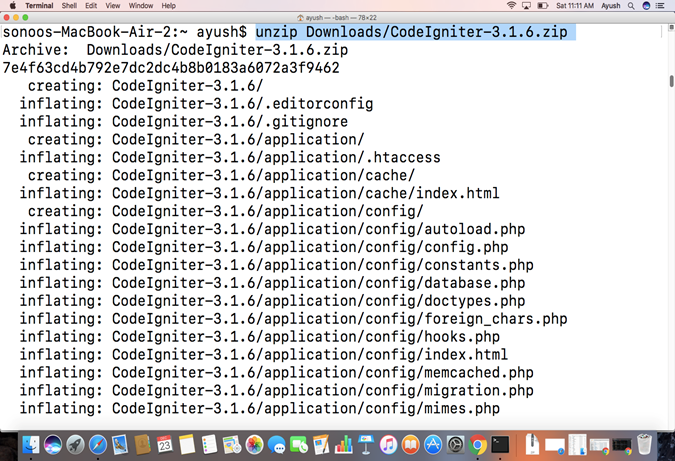 Terminal Shell Edit View Window Help Sat 11:11 AM Ayush
ayush — -bash — 78×22
sonoos-MacBook-Air-2:~ ayush$ unzip Downloads/CodeIgniter-3.1.6.zip
Archive:  Downloads/CodeIgniter-3.1.6.zip
7e4f63cd4b792e7dc2dc4b8b0183a6072a3f9462
   creating: CodeIgniter-3.1.6/
  inflating: CodeIgniter-3.1.6/.editorconfig
  inflating: CodeIgniter-3.1.6/.gitignore
   creating: CodeIgniter-3.1.6/application/
  inflating: CodeIgniter-3.1.6/application/.htaccess
   creating: CodeIgniter-3.1.6/application/cache/
  inflating: CodeIgniter-3.1.6/application/cache/index.html
   creating: CodeIgniter-3.1.6/application/config/
  inflating: CodeIgniter-3.1.6/application/config/autoload.php
  inflating: CodeIgniter-3.1.6/application/config/config.php
  inflating: CodeIgniter-3.1.6/application/config/constants.php
  inflating: CodeIgniter-3.1.6/application/config/database.php
  inflating: CodeIgniter-3.1.6/application/config/doctypes.php
  inflating: CodeIgniter-3.1.6/application/config/foreign_chars.php
  inflating: CodeIgniter-3.1.6/application/config/hooks.php
  inflating: CodeIgniter-3.1.6/application/config/index.html
  inflating: CodeIgniter-3.1.6/application/config/memcached.php
  inflating: CodeIgniter-3.1.6/application/config/migration.php
  inflating: CodeIgniter-3.1.6/application/config/mimes.php
23